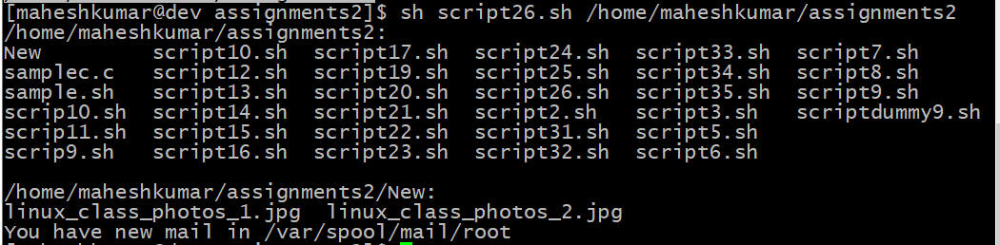 [maheshkumar@dev assignments2]$ sh script26.sh /home/maheshkumar/assignments2
/home/maheshkumar/assignments2:
New script10.sh script17.sh script24.sh script33.sh script7.sh
samplec.c script12.sh script19.sh script25.sh script34.sh script8.sh
sample.sh script13.sh script20.sh script26.sh script35.sh script9.sh
scrip10.sh script14.sh script21.sh script2.sh script3.sh scriptdummy9.sh
scrip11.sh script15.sh script22.sh script31.sh script5.sh
scrip9.sh script16.sh script23.sh script32.sh script6.sh
/home/maheshkumar/assignments2/New:
linux_class_photos_1.jpg linux_class_photos_2.jpg
You have new mail in /var/spool/mail/root